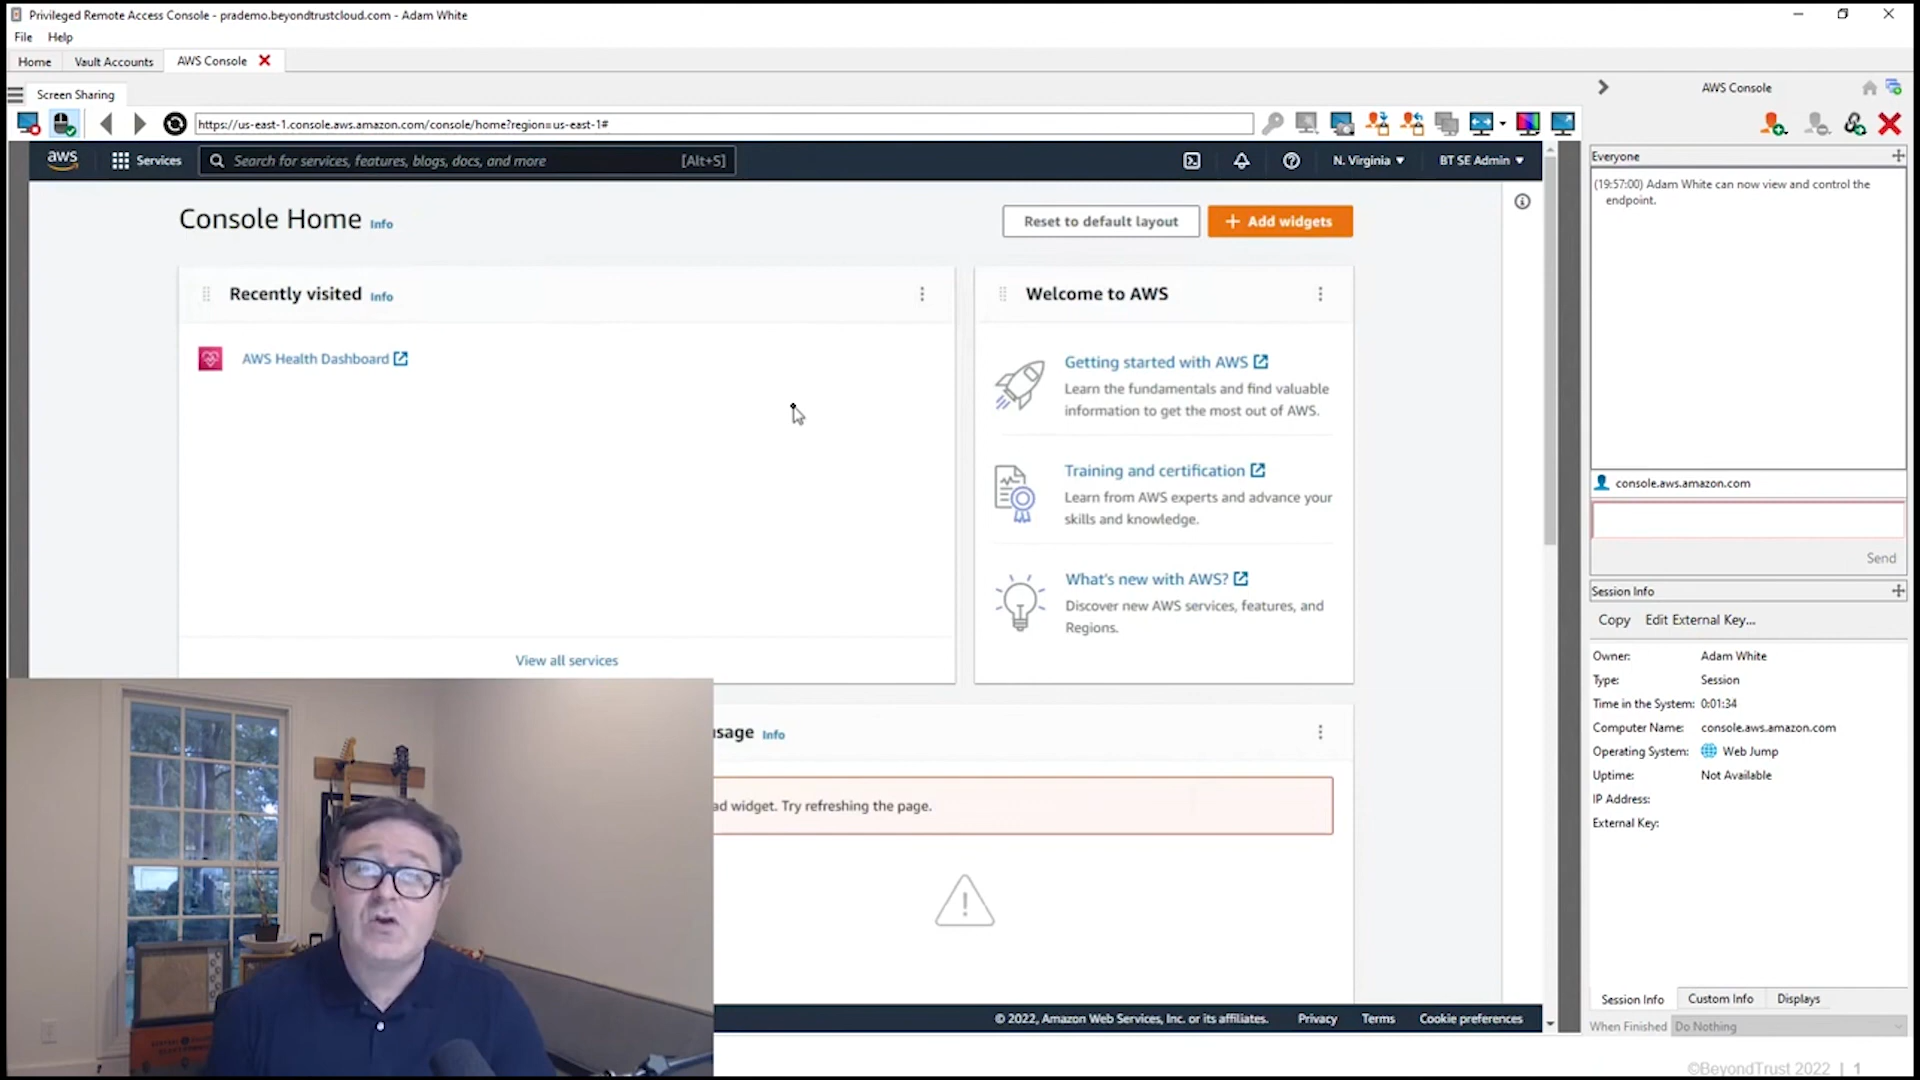 Privileged Remote Access Console - prademo.beyondtrustcloud.com - Adam White
File Help
Home Vault Accounts AWS Console
Screen Sharing
https://us-east-1.console.aws.amazon.com/console/home?region=us-east-1#
aws Services Search for services, features, blogs, docs, and more [Alt+S] N. Virginia BT SE Admin
Console Home Info
Reset to default layout + Add widgets
Recently visited Info
AWS Health Dashboard
View all services
Welcome to AWS
Getting started with AWS
Learn the fundamentals and find valuable
information to get the most out of AWS.
Training and certification
Learn from AWS experts and advance your
skills and knowledge.
What's new with AWS?
Discover new AWS services, features, and
Regions.
sage Info
ad widget. Try refreshing the page.
© 2022, Amazon Web Services, Inc. or its affiliates. Privacy Terms Cookie preferences
AWS Console
Everyone
(19:57:00) Adam White can now view and control the
endpoint.
console.aws.amazon.com
Send
Session Info
Copy Edit External Key...
Owner: Adam White
Type: Session
Time in the System: 0:01:34
Computer Name: console.aws.amazon.com
Operating System: Web Jump
Uptime: Not Available
IP Address:
External Key:
Session Info Custom Info Displays
When Finished Do Nothing
©BeyondTrust 2022 | 1